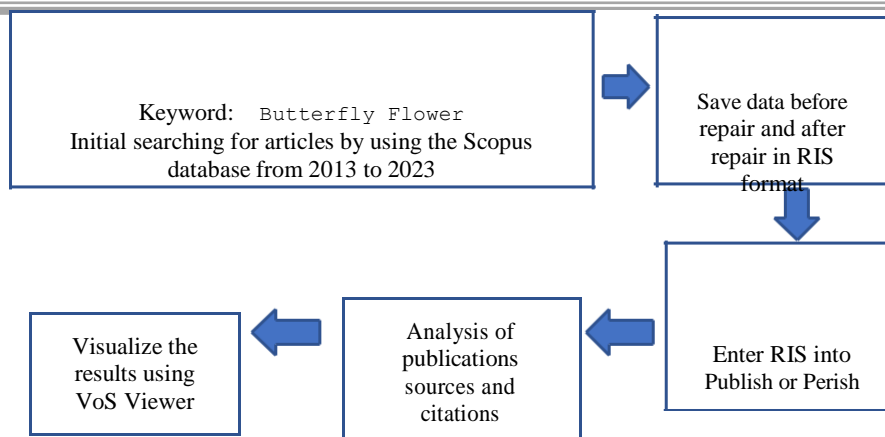 Keyword: Butterfly Flower
Initial searching for articles by using the Scopus
database from 2013 to 2023
Save data before
repair and after
repair in RIS
format
Enter RIS into
Publish or Perish
Analysis of
publications
sources and
citations
Visualize the
results using
VoS Viewer